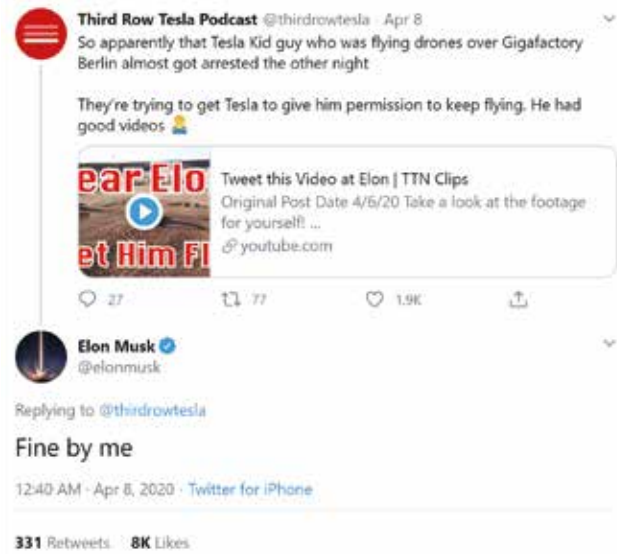 Third Row Tesla Podcast @thirdrowtesla · Apr 8
So apparently that Tesla Kid guy who was flying drones over Gigafactory
Berlin almost got arrested the other night
They're trying to get Tesla to give him permission to keep flying. He had
good videos
ear Elo
et Him Fl
Tweet this Video at Elon | TTN Clips
Original Post Date 4/6/20 Take a look at the footage
for yourself! ...
youtube.com
27 77 1.9K
Elon Musk
@elonmusk
Replying to @thirdrowtesla
Fine by me
12:40 AM · Apr 8, 2020 · Twitter for iPhone
331 Retweets 8K Likes